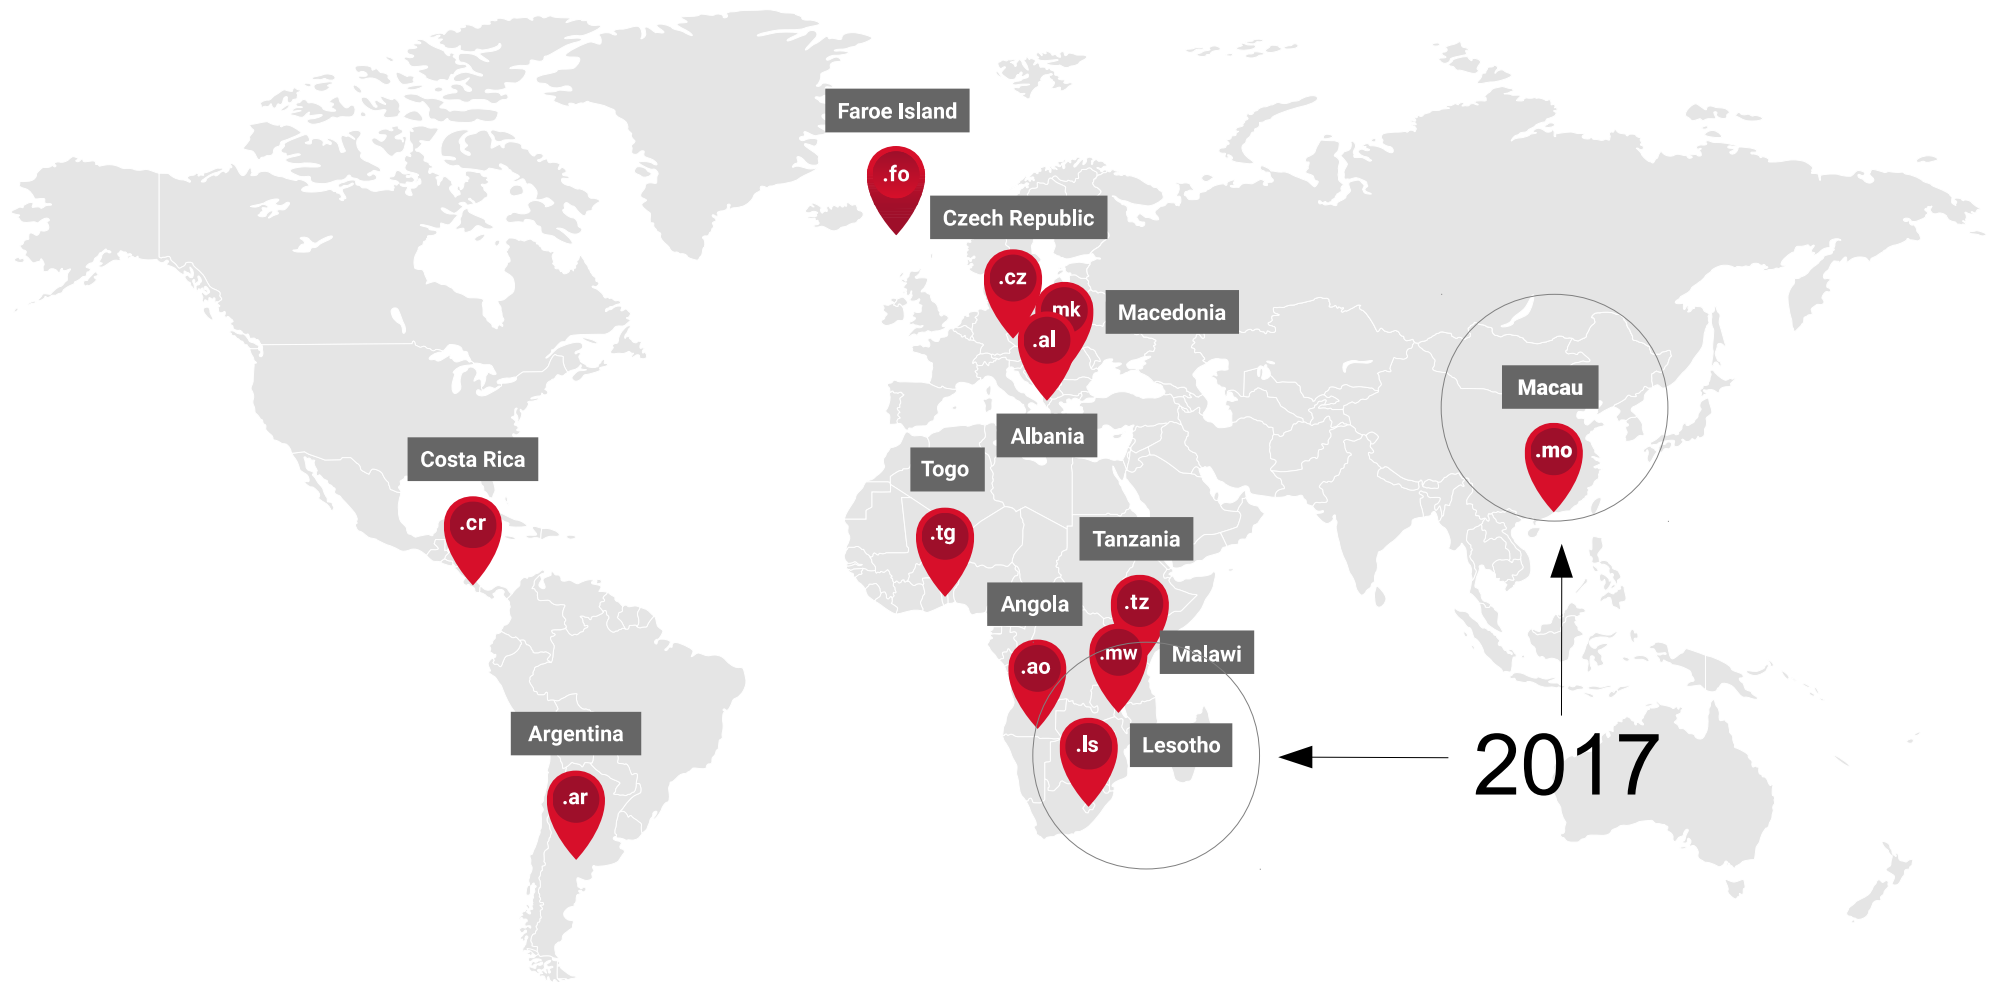 Faroe Island
.fo
Czech Republic
.cz
mk
Macedonia
.al
Albania
Macau
.mo
Costa Rica
.cr
Togo
.tg
Tanzania
.tz
Angola
.ao
.mw
Malawi
Argentina
.ar
.ls
Lesotho
2017